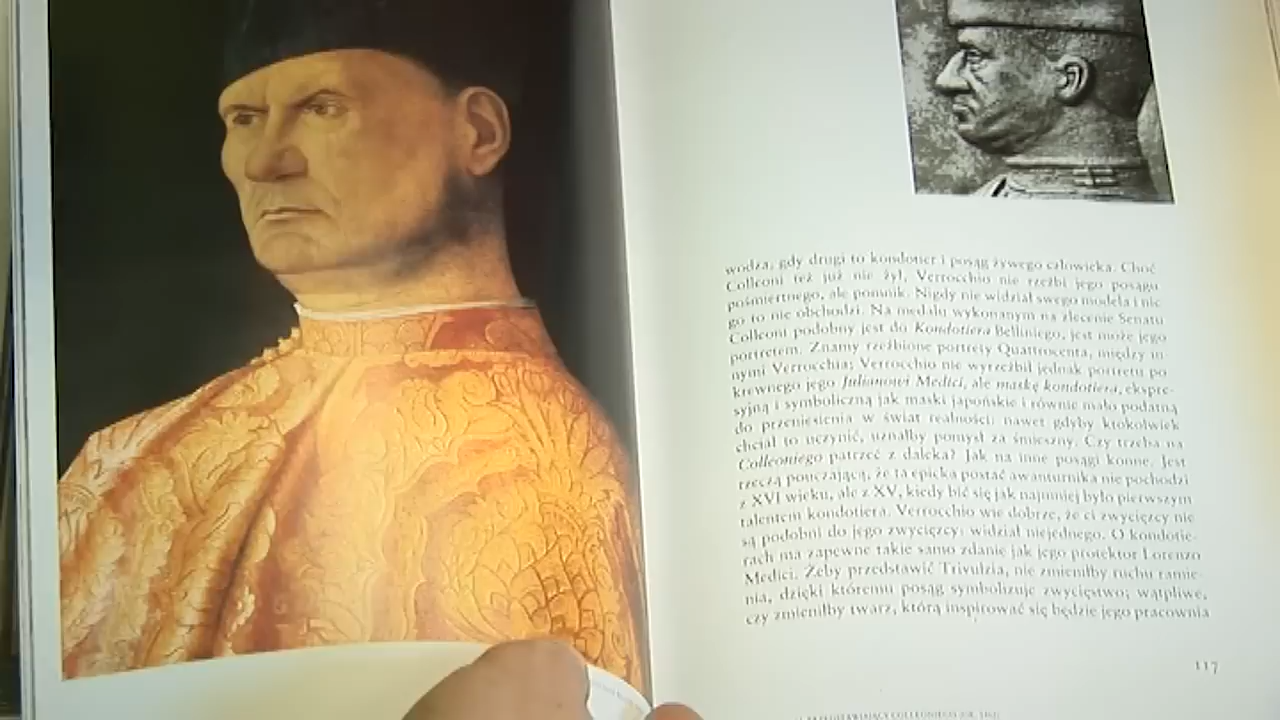 wodza, gdy drugi to kondotier i posąg żywego człowieka. Choć
Colleoni też już nie żył, Verrocchio nie rzeźbi jego posągu
pośmiertnego, ale pomnik. Nigdy nie widział swego modela i nic
go to nie obchodzi. Na medalu wykonanym na zlecenie Senatu
Colleoni podobny jest do Kondotiera Belliniego, jest może jego
portretem. Znamy rzeźbione portrety Quattrocenta, między in-
nymi Verrocchia; Verrocchio nie wyrzeźbił jednak portretu po
krewnego jego Julianowi Medici, ale maskę kondotiera, ekspre-
syjną i symboliczną jak maski japońskie i równie mało podatną
do przeniesienia w świat realności; nawet gdyby ktokolwiek
chciał to uczynić, uznałby pomysł za śmieszny. Czy trzeba na
Colleoniego patrzeć z daleka? Jak na inne posągi konne. Jest
rzeczą pouczającą, że ta epicka postać awanturnika nie pochodzi
z XVI wieku, ale z XV, kiedy bić się jak najmniej było pierwszym
talentem kondotiera. Verrocchio wie dobrze, że ci zwycięzcy nie
są podobni do jego zwycięzcy: widział niejednego. O kondotie-
rach ma zapewne takie samo zdanie jak jego protektor Lorenzo
Medici. Żeby przedstawić Trivulzia, nie zmieniłby ruchu ramie-
nia, dzięki któremu posąg symbolizuje zwycięstwo; wątpliwe,
czy zmieniłby twarz, którą inspirować się będzie jego pracownia
117